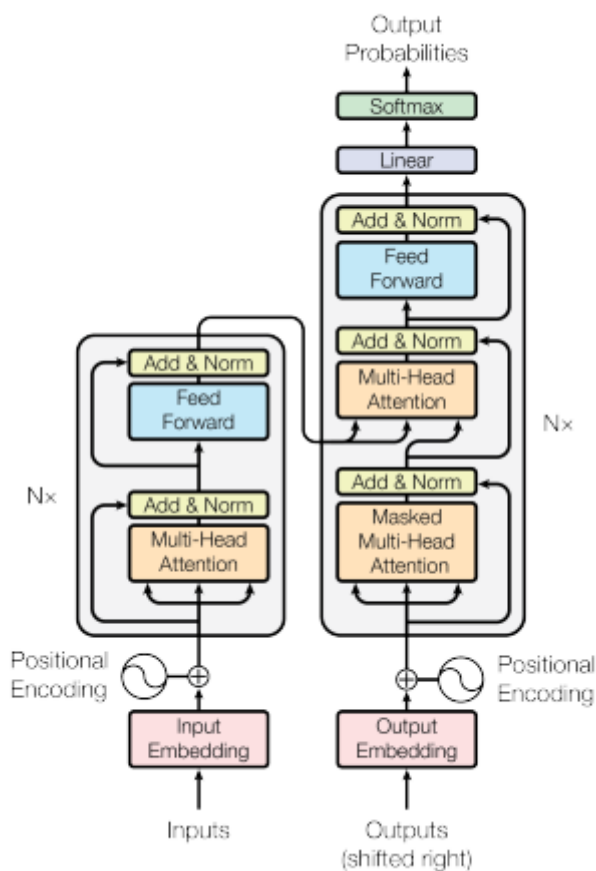 Output
Probabilities
Softmax
Linear
Add & Norm
Feed
Forward
Add & Norm
Multi-Head
Attention
Add & Norm
Masked
Multi-Head
Attention
Nx
Add & Norm
Feed
Forward
Add & Norm
Multi-Head
Attention
Nx
Positional
Encoding
Positional
Encoding
Input
Embedding
Output
Embedding
Inputs
Outputs
(shifted right)